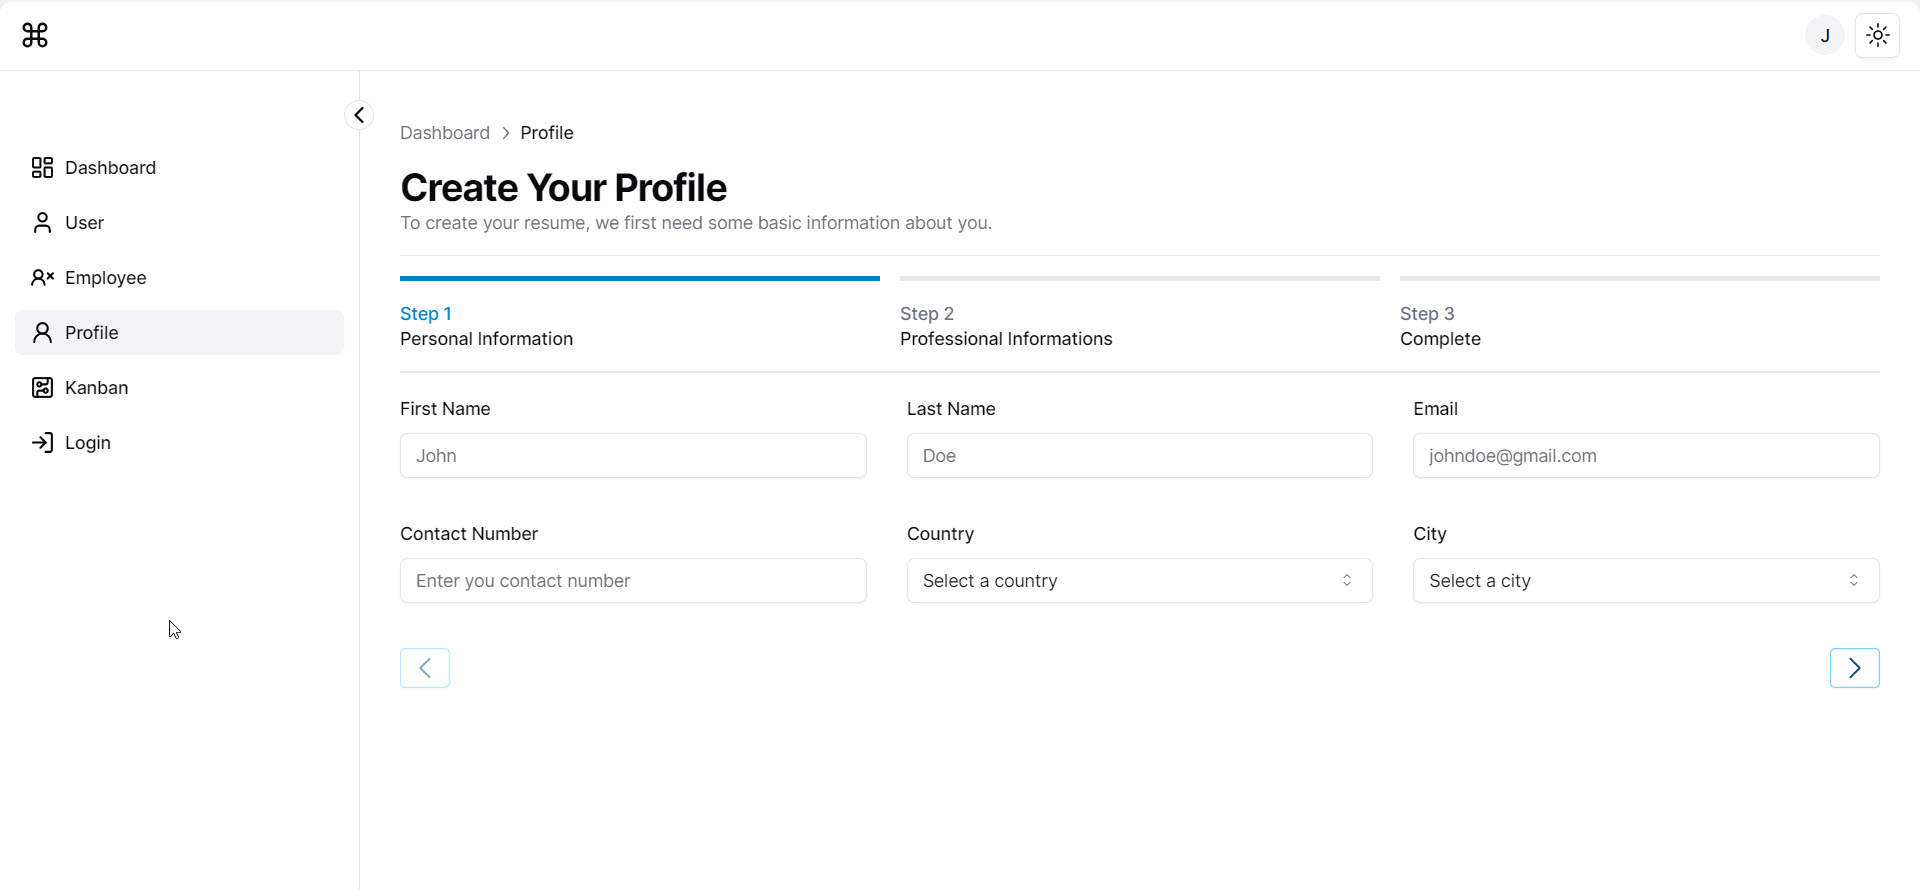 J
Dashboard
User
Employee
Profile
Kanban
Login
Dashboard > Profile
Create Your Profile
To create your resume, we first need some basic information about you.
Step 1
Personal Information
Step 2
Professional Informations
Step 3
Complete
First Name
John
Last Name
Doe
Email
johndoe@gmail.com
Contact Number
Enter you contact number
Country
Select a country
City
Select a city